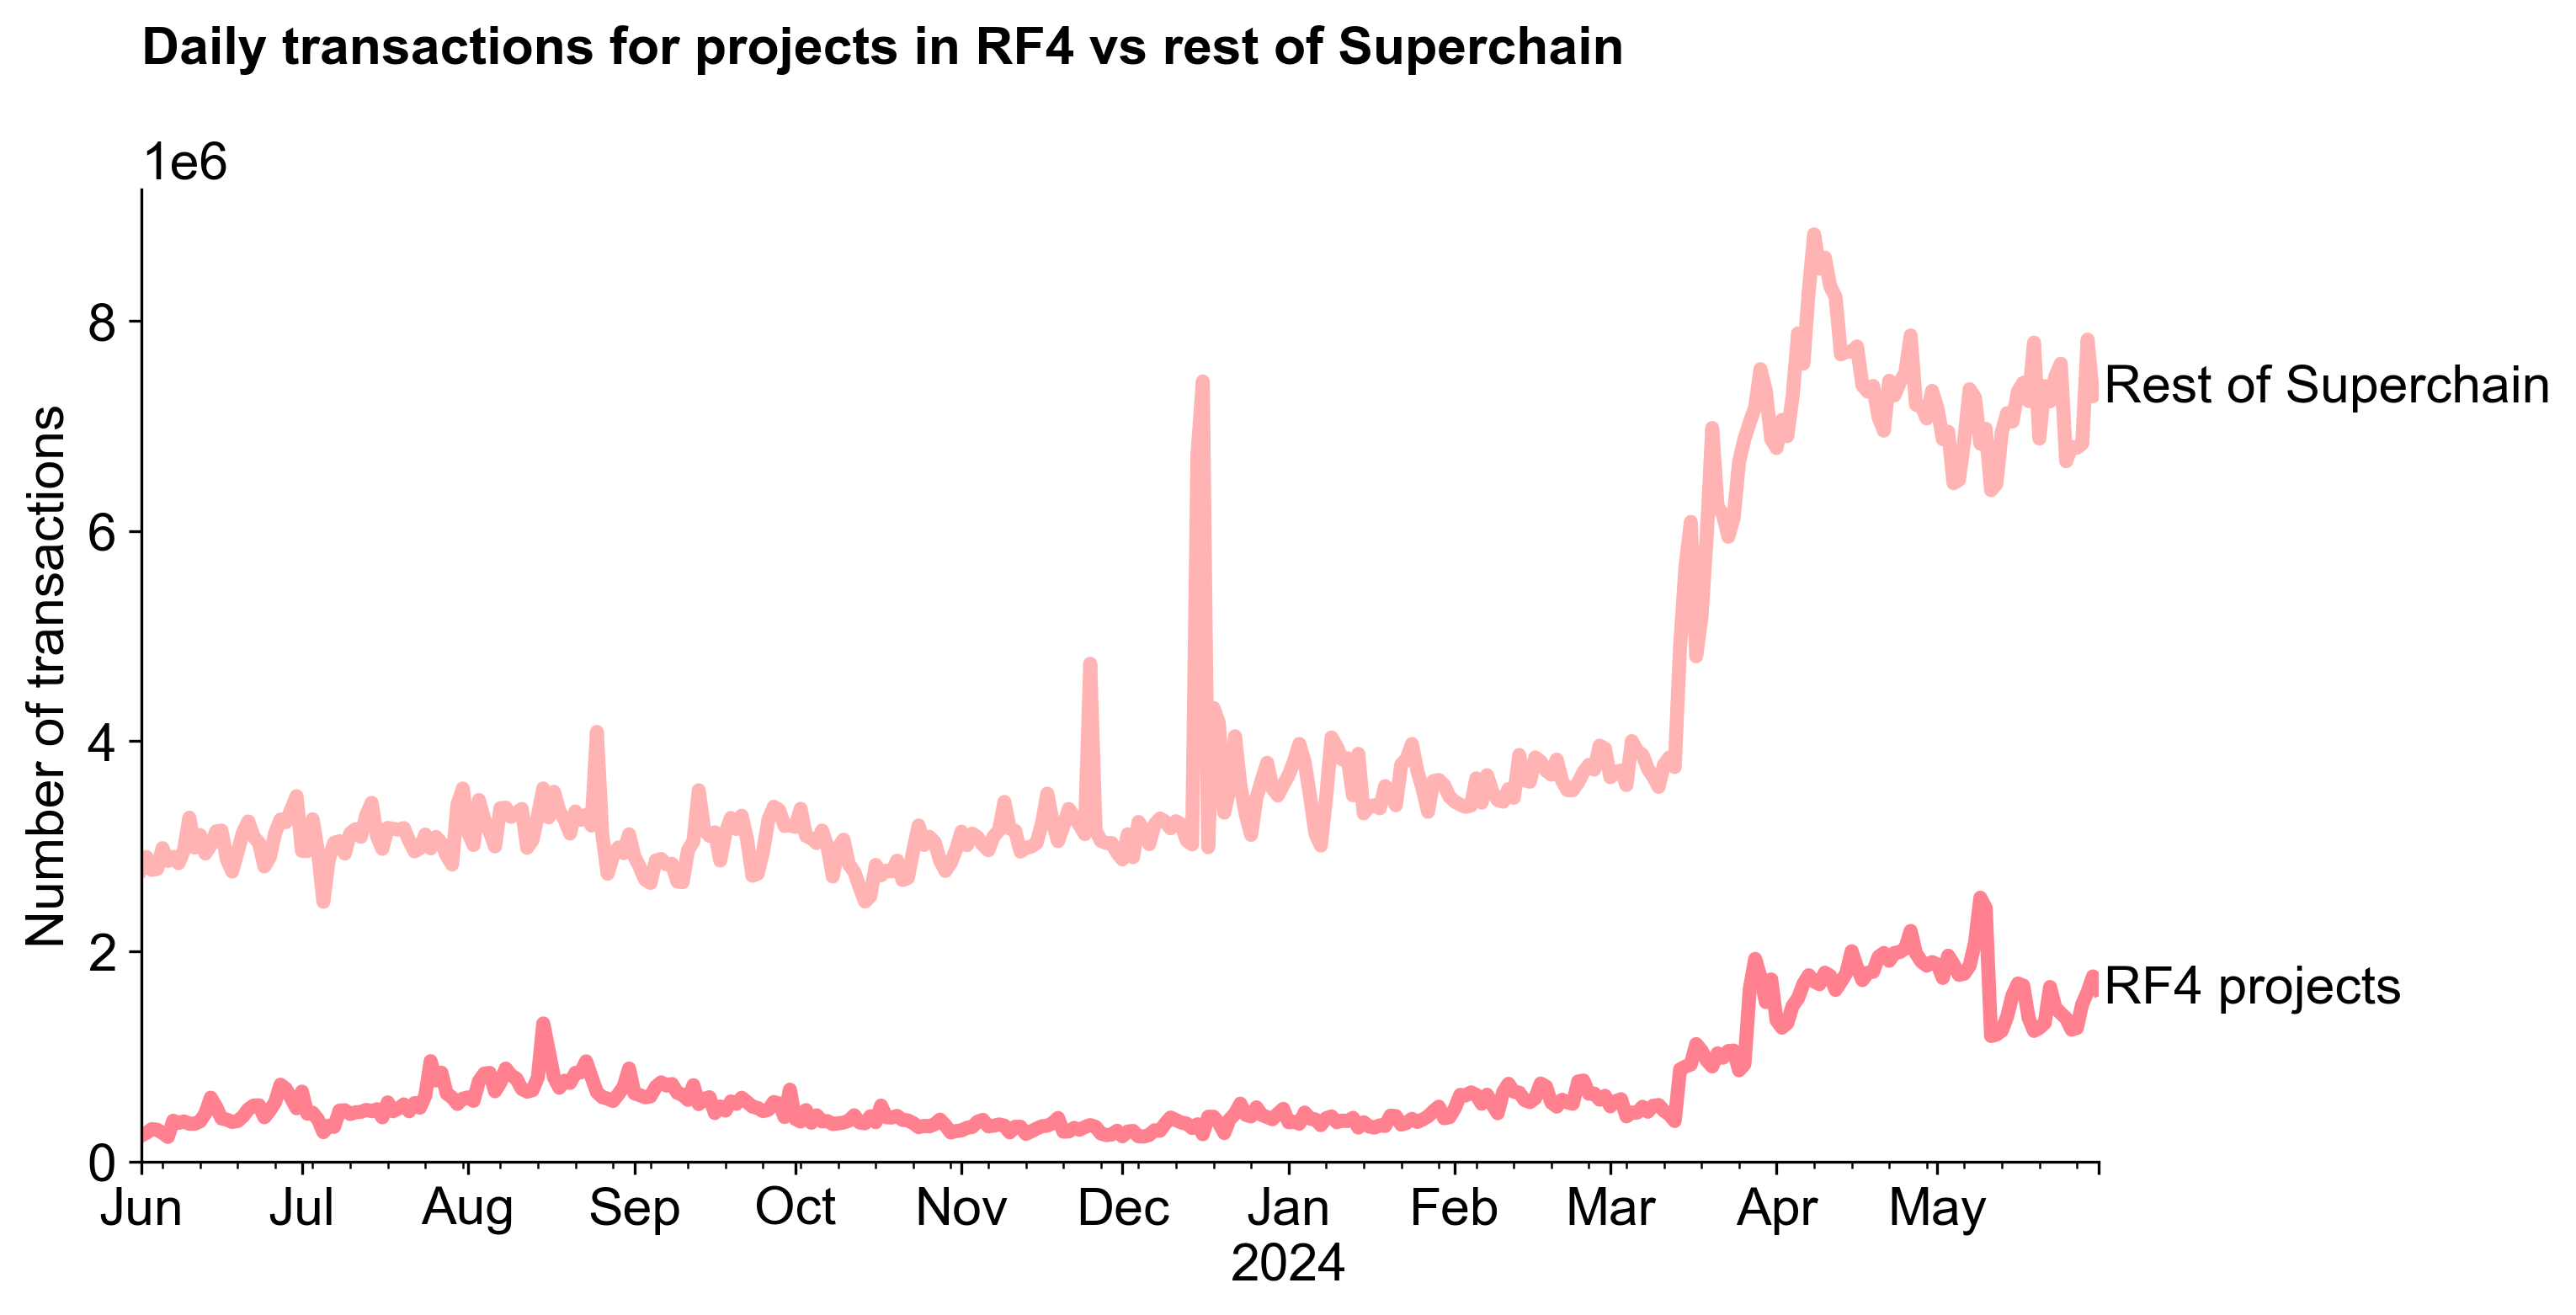 Daily transactions for projects in RF4 vs rest of Superchain
1e6
8
6
4
2
0
Number of transactions
Rest of Superchain
RF4 projects
Jun Jul Aug Sep Oct Nov Dec Jan Feb Mar Apr May
2024